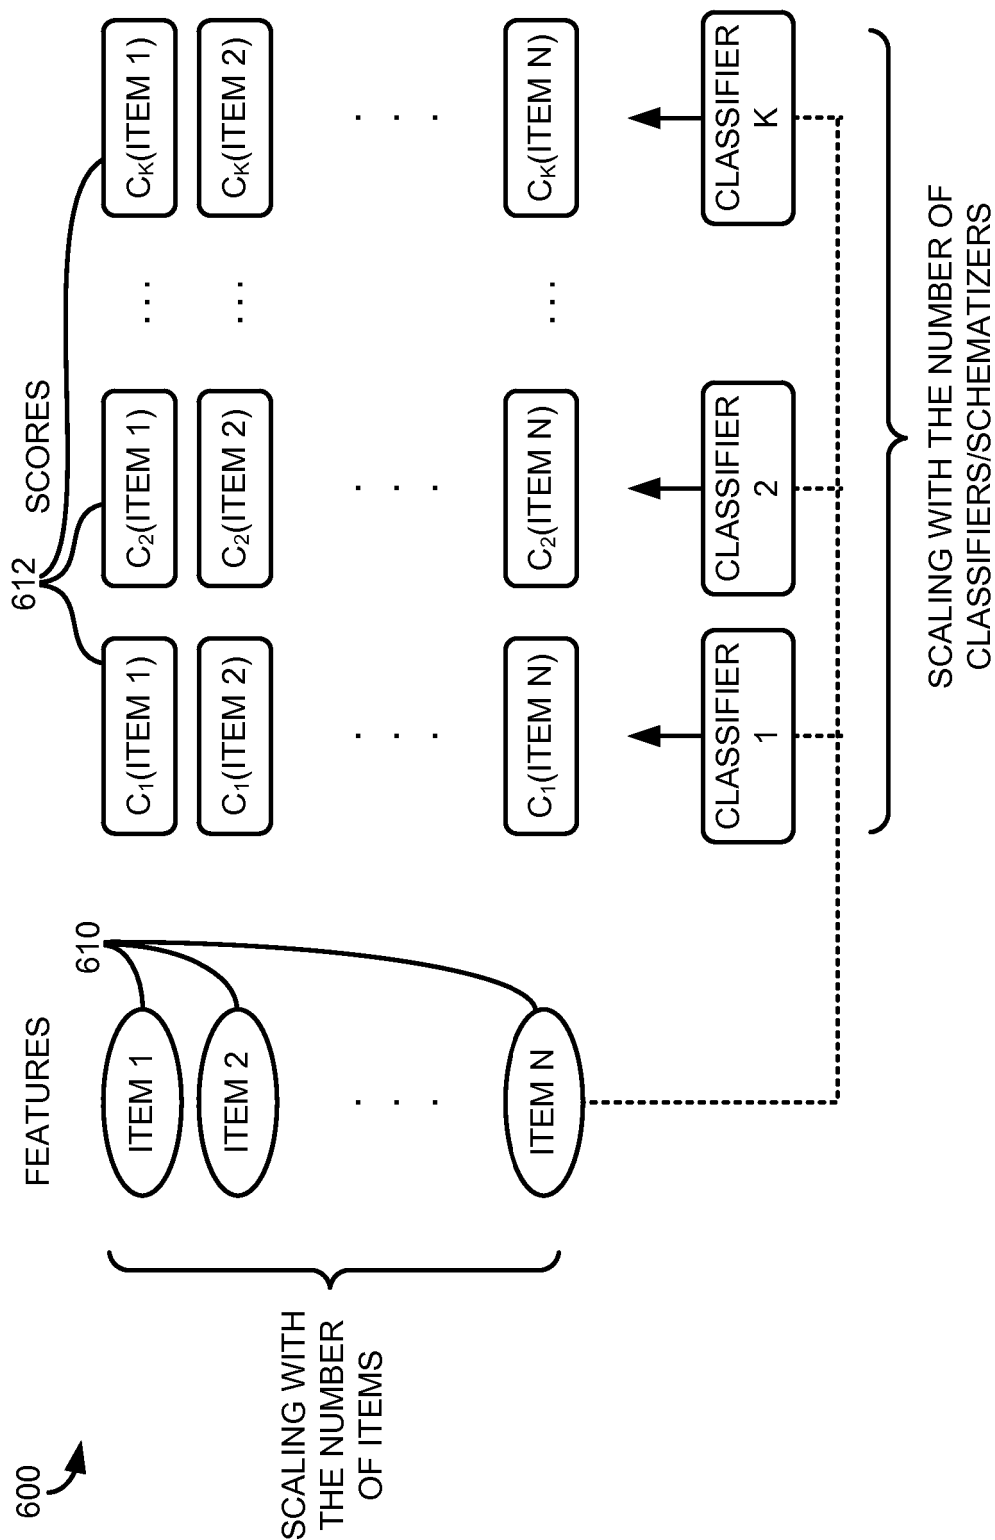 600
FEATURES
610
612
SCORES
SCALING WITH
THE NUMBER
OF ITEMS
ITEM 1
C₁(ITEM 1)
C₂(ITEM 1)
. . .
Cₖ(ITEM 1)
ITEM 2
C₁(ITEM 2)
C₂(ITEM 2)
. . .
Cₖ(ITEM 2)
. . .
. . .
. . .
. . .
ITEM N
C₁(ITEM N)
C₂(ITEM N)
. . .
Cₖ(ITEM N)
CLASSIFIER
1
CLASSIFIER
2
CLASSIFIER
K
SCALING WITH THE NUMBER OF
CLASSIFIERS/SCHEMATIZERS